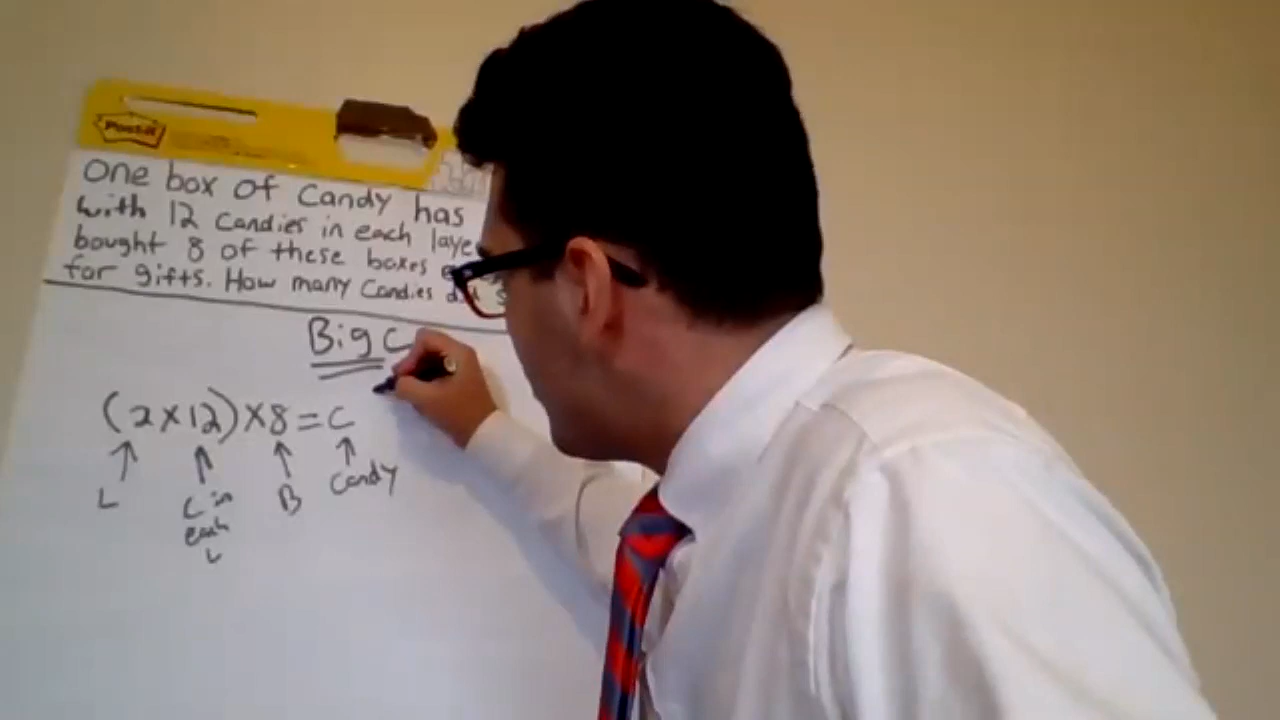 Post-it
One box of Candy has
with 12 Candies in each laye
bought 8 of these boxes
for gifts. How many Candies
Big C
(2x12)x8=C
L C in B Candy
each
L